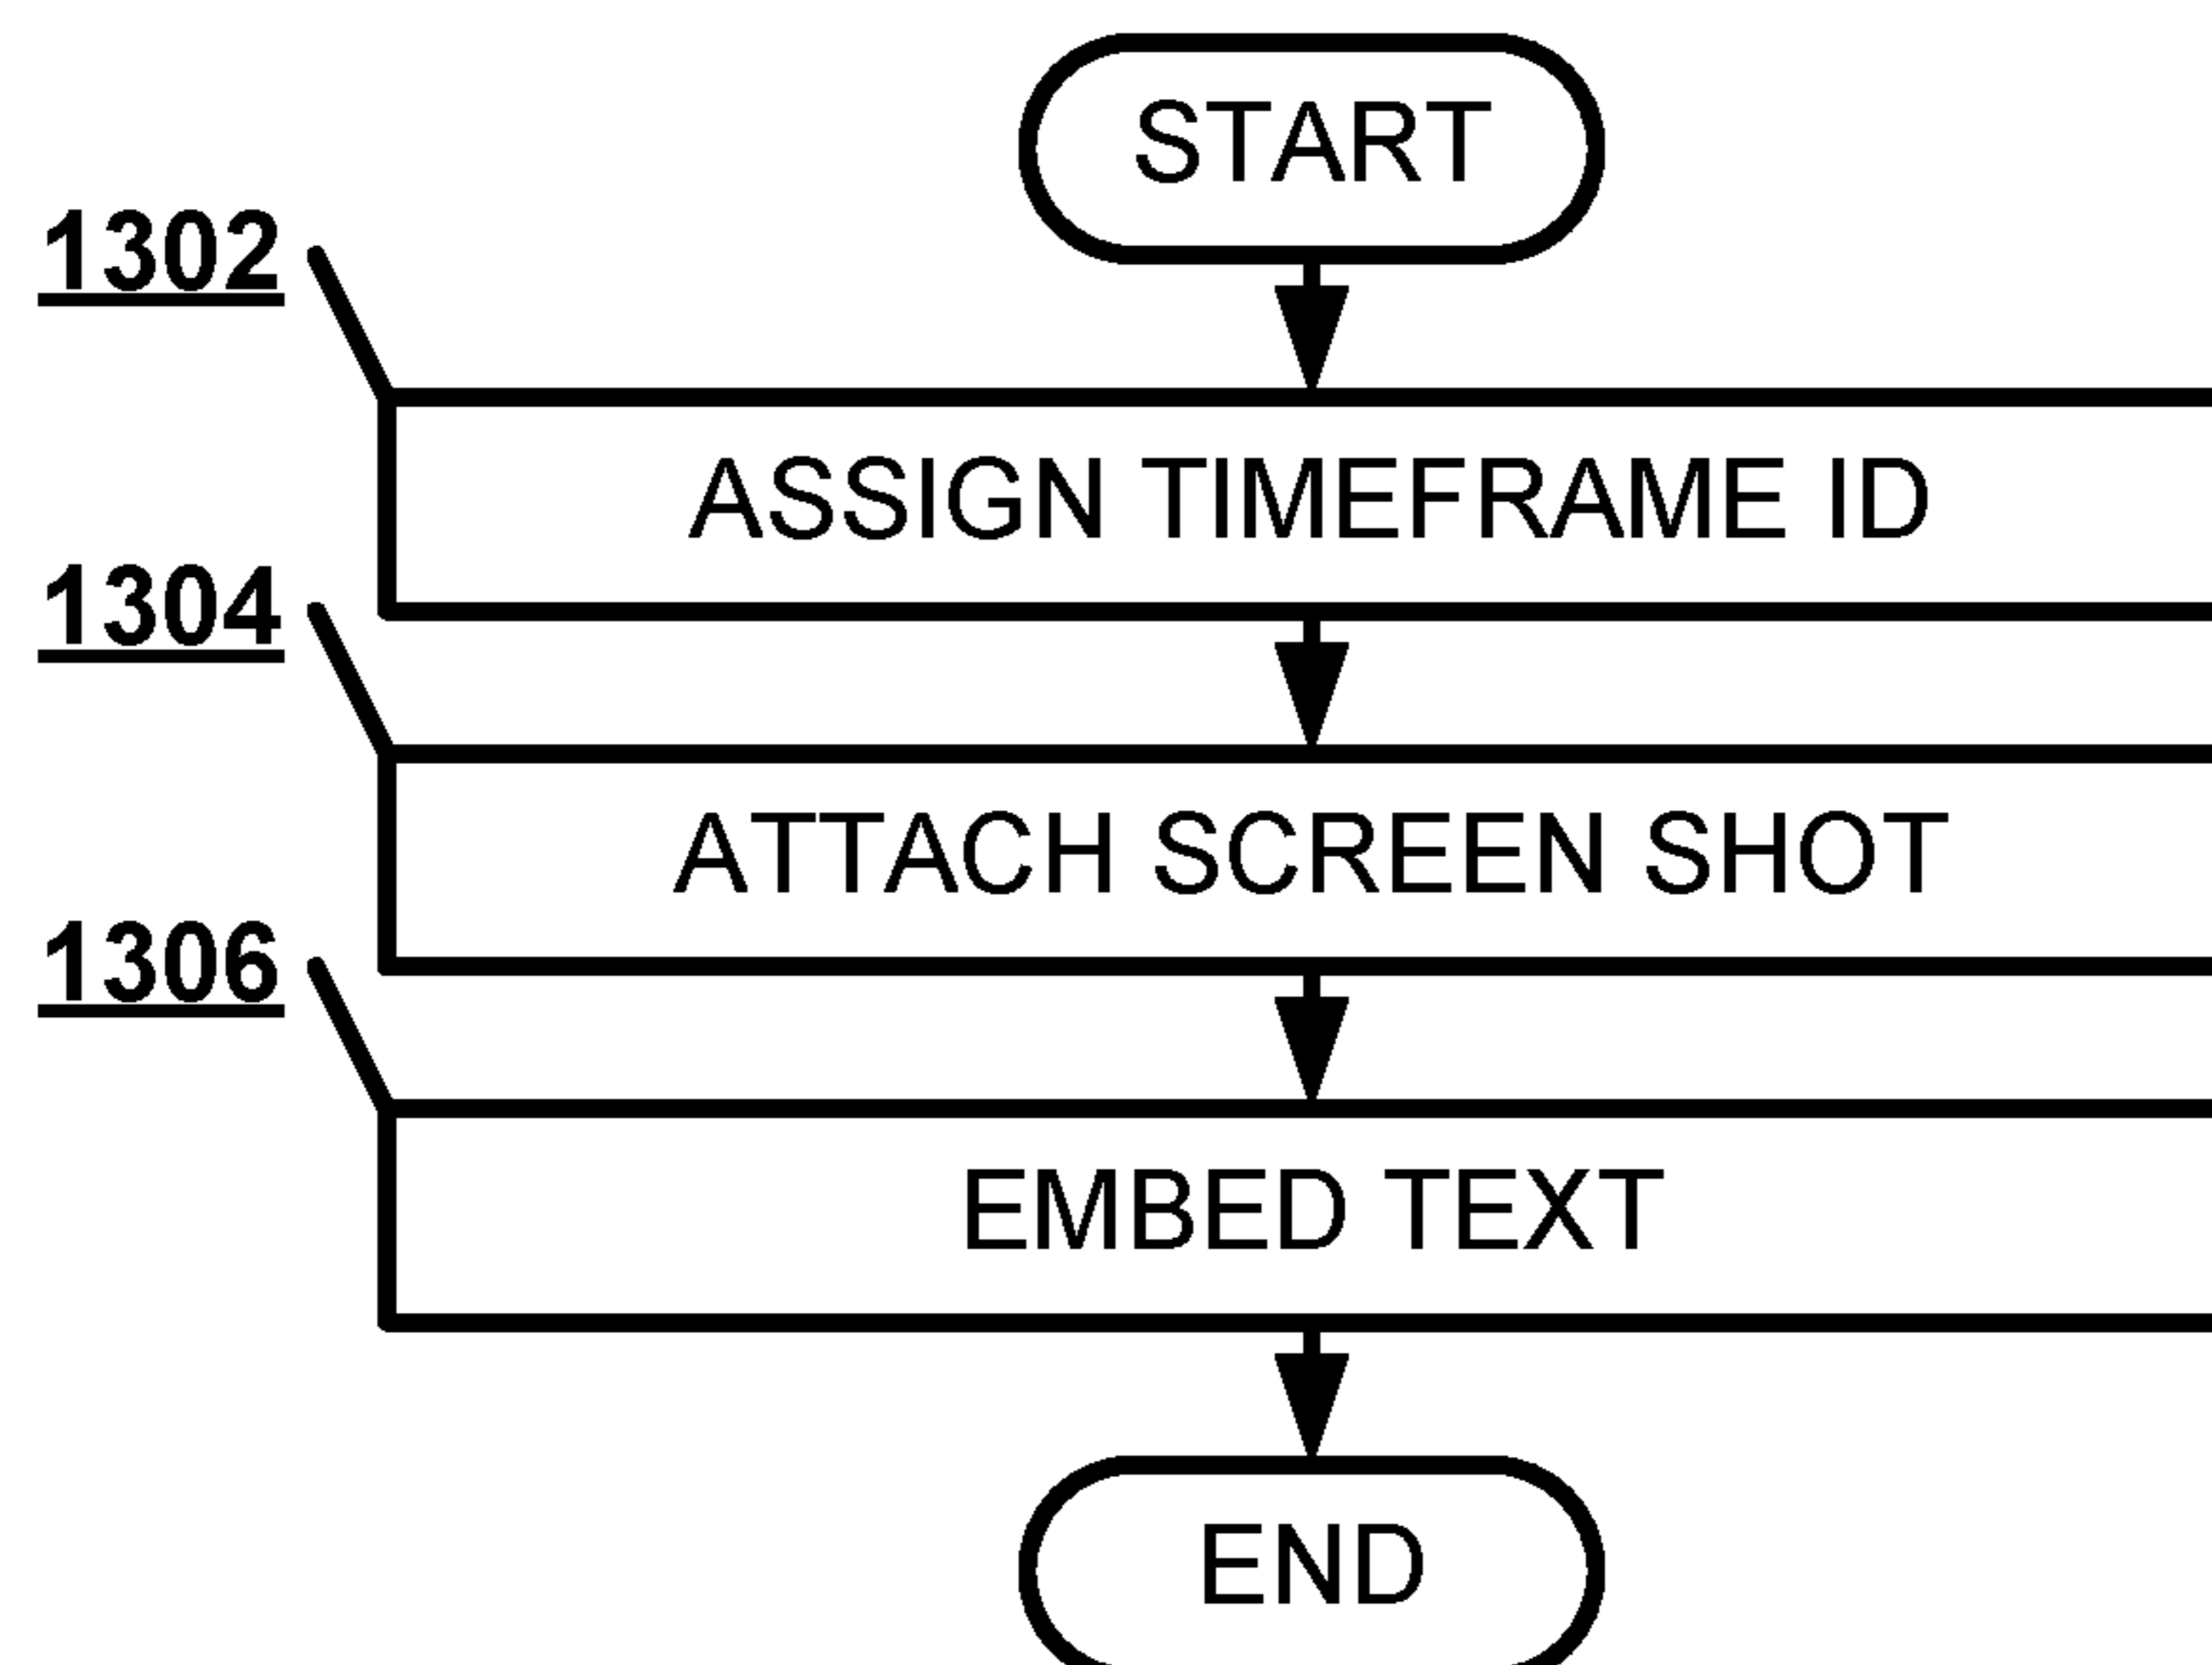 START
1302
ASSIGN TIMEFRAME ID
1304
ATTACH SCREEN SHOT
1306
EMBED TEXT
END